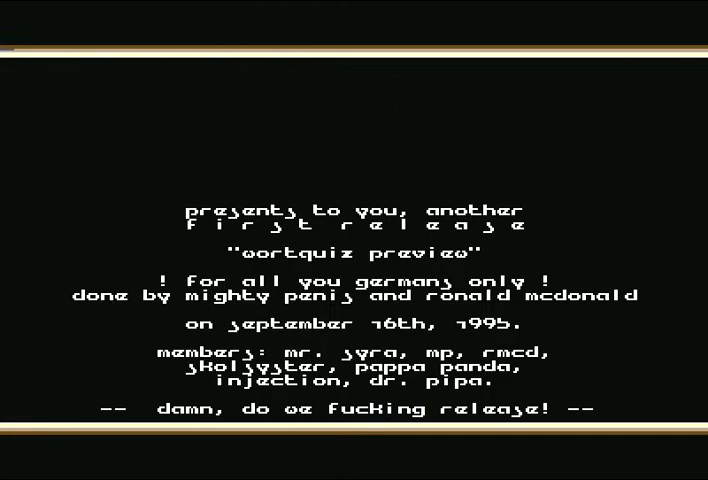 presents to you, another
f i r s t  r e l e a s e
"wortquiz preview"
! for all you germans only !
done by mighty penis and ronald mcdonald
on september 16th, 1995.
members: mr. syra, mp, rmcd,
skolsyster, pappa panda,
injection, dr. pipa.
-- damn, do we fucking release! --